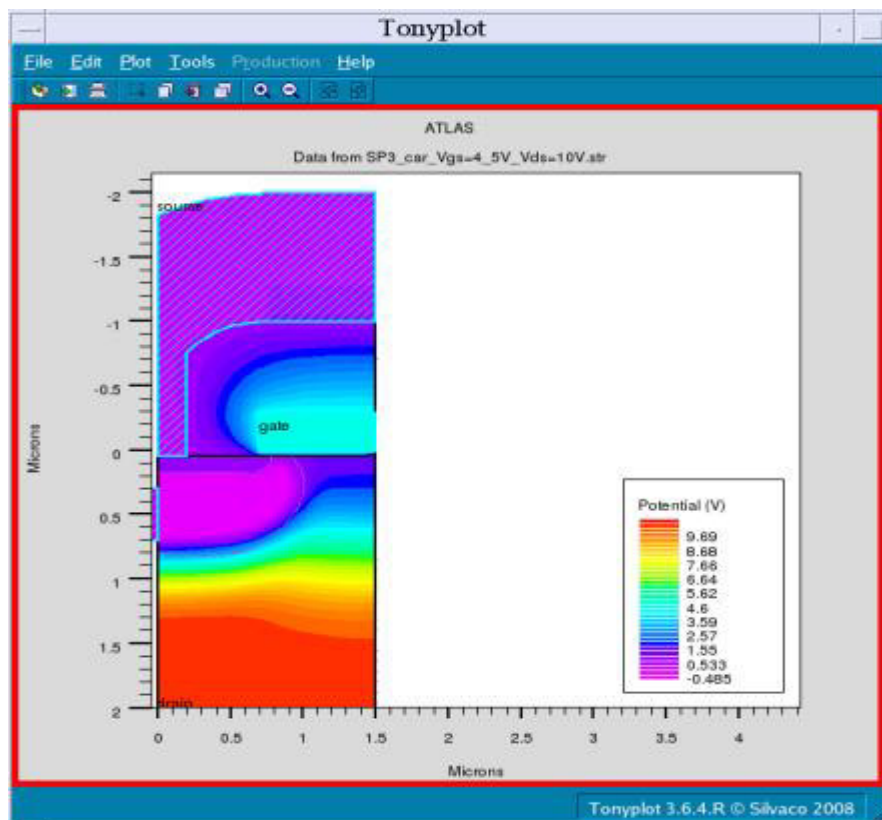 Tonyplot
File Edit Plot Tools Production Help
ATLAS
Data from SP3_car_Vgs=4_5V_Vds=10V.str
-2
source
-1.5
-1
-0.5
gate
0
Microns
0.5
Potential (V)
9.69
8.68
7.66
6.64
5.62
4.6
3.59
2.57
1.55
0.533
-0.485
1
1.5
drain
2
0 0.5 1 1.5 2 2.5 3 3.5 4
Microns
Tonyplot 3.6.4.R © Silvaco 2008